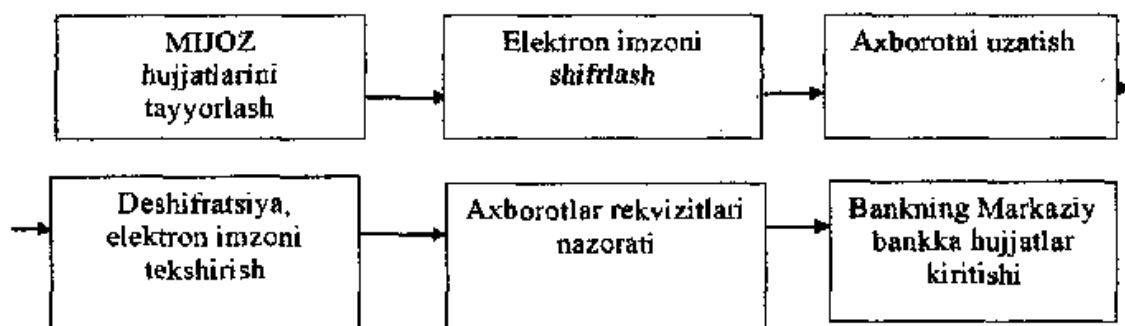 MIJOZ
hujjatlarini
tayyorlash
Elektron imzoni
shifrlash
Axborotni uzatish
Deshifratsiya,
elektron imzoni
tekshirish
Axborotlar rekvizitlari
nazorati
Bankning Markaziy
bankka hujjatlar
kiritishi